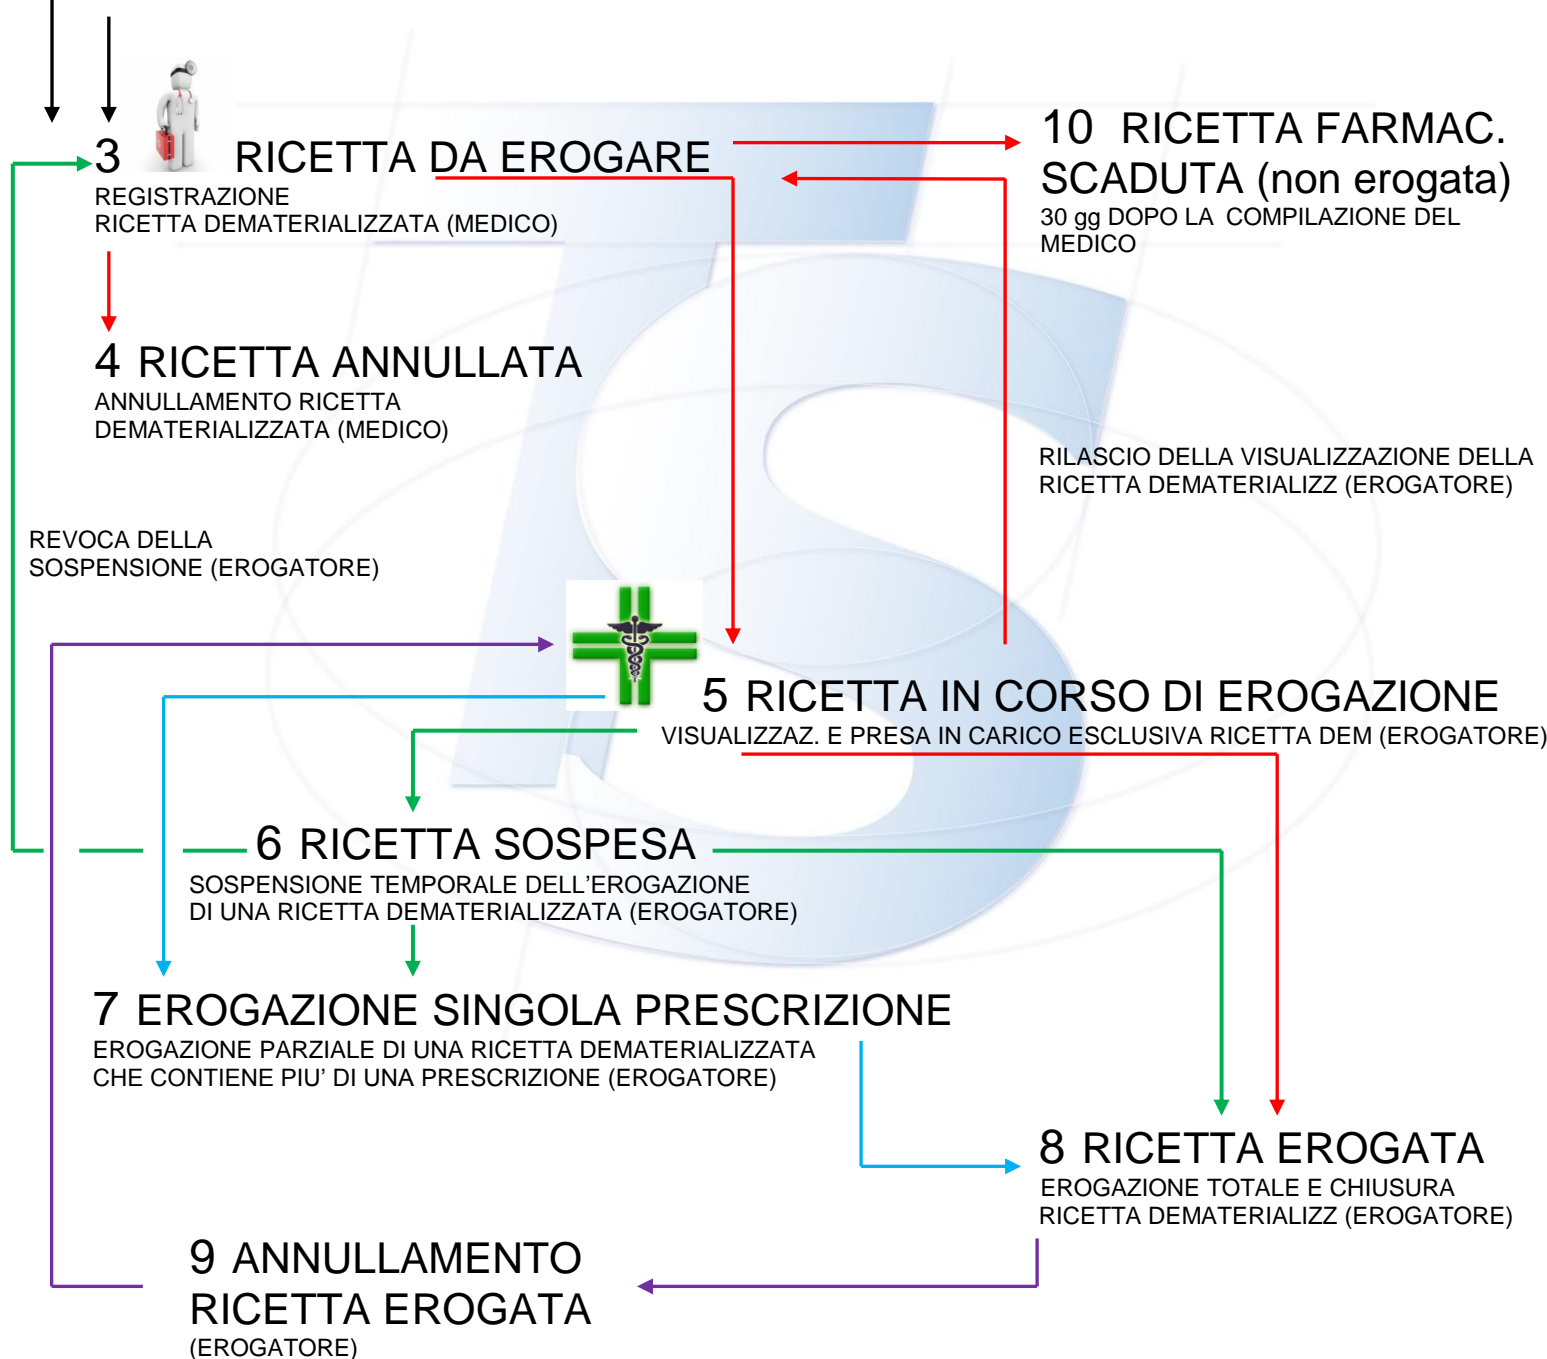 3 RICETTA DA EROGARE
REGISTRAZIONE
RICETTA DEMATERIALIZZATA (MEDICO)
10 RICETTA FARMAC.
SCADUTA (non erogata)
30 gg DOPO LA COMPILAZIONE DEL
MEDICO
4 RICETTA ANNULLATA
ANNULLAMENTO RICETTA
DEMATERIALIZZATA (MEDICO)
RILASCIO DELLA VISUALIZZAZIONE DELLA
RICETTA DEMATERIALIZZ (EROGATORE)
REVOCA DELLA
SOSPENSIONE (EROGATORE)
5 RICETTA IN CORSO DI EROGAZIONE
VISUALIZZAZ. E PRESA IN CARICO ESCLUSIVA RICETTA DEM (EROGATORE)
6 RICETTA SOSPESA
SOSPENSIONE TEMPORALE DELL'EROGAZIONE
DI UNA RICETTA DEMATERIALIZZATA (EROGATORE)
7 EROGAZIONE SINGOLA PRESCRIZIONE
EROGAZIONE PARZIALE DI UNA RICETTA DEMATERIALIZZATA
CHE CONTIENE PIU' DI UNA PRESCRIZIONE (EROGATORE)
8 RICETTA EROGATA
EROGAZIONE TOTALE E CHIUSURA
RICETTA DEMATERIALIZZ (EROGATORE)
9 ANNULLAMENTO
RICETTA EROGATA
(EROGATORE)
TS